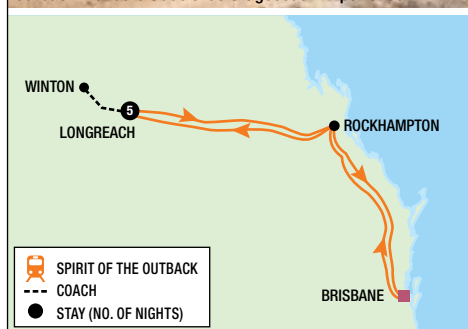 WINTON
5
LONGREACH
ROCKHAMPTON
BRISBANE
SPIRIT OF THE OUTBACK
COACH
STAY (NO. OF NIGHTS)